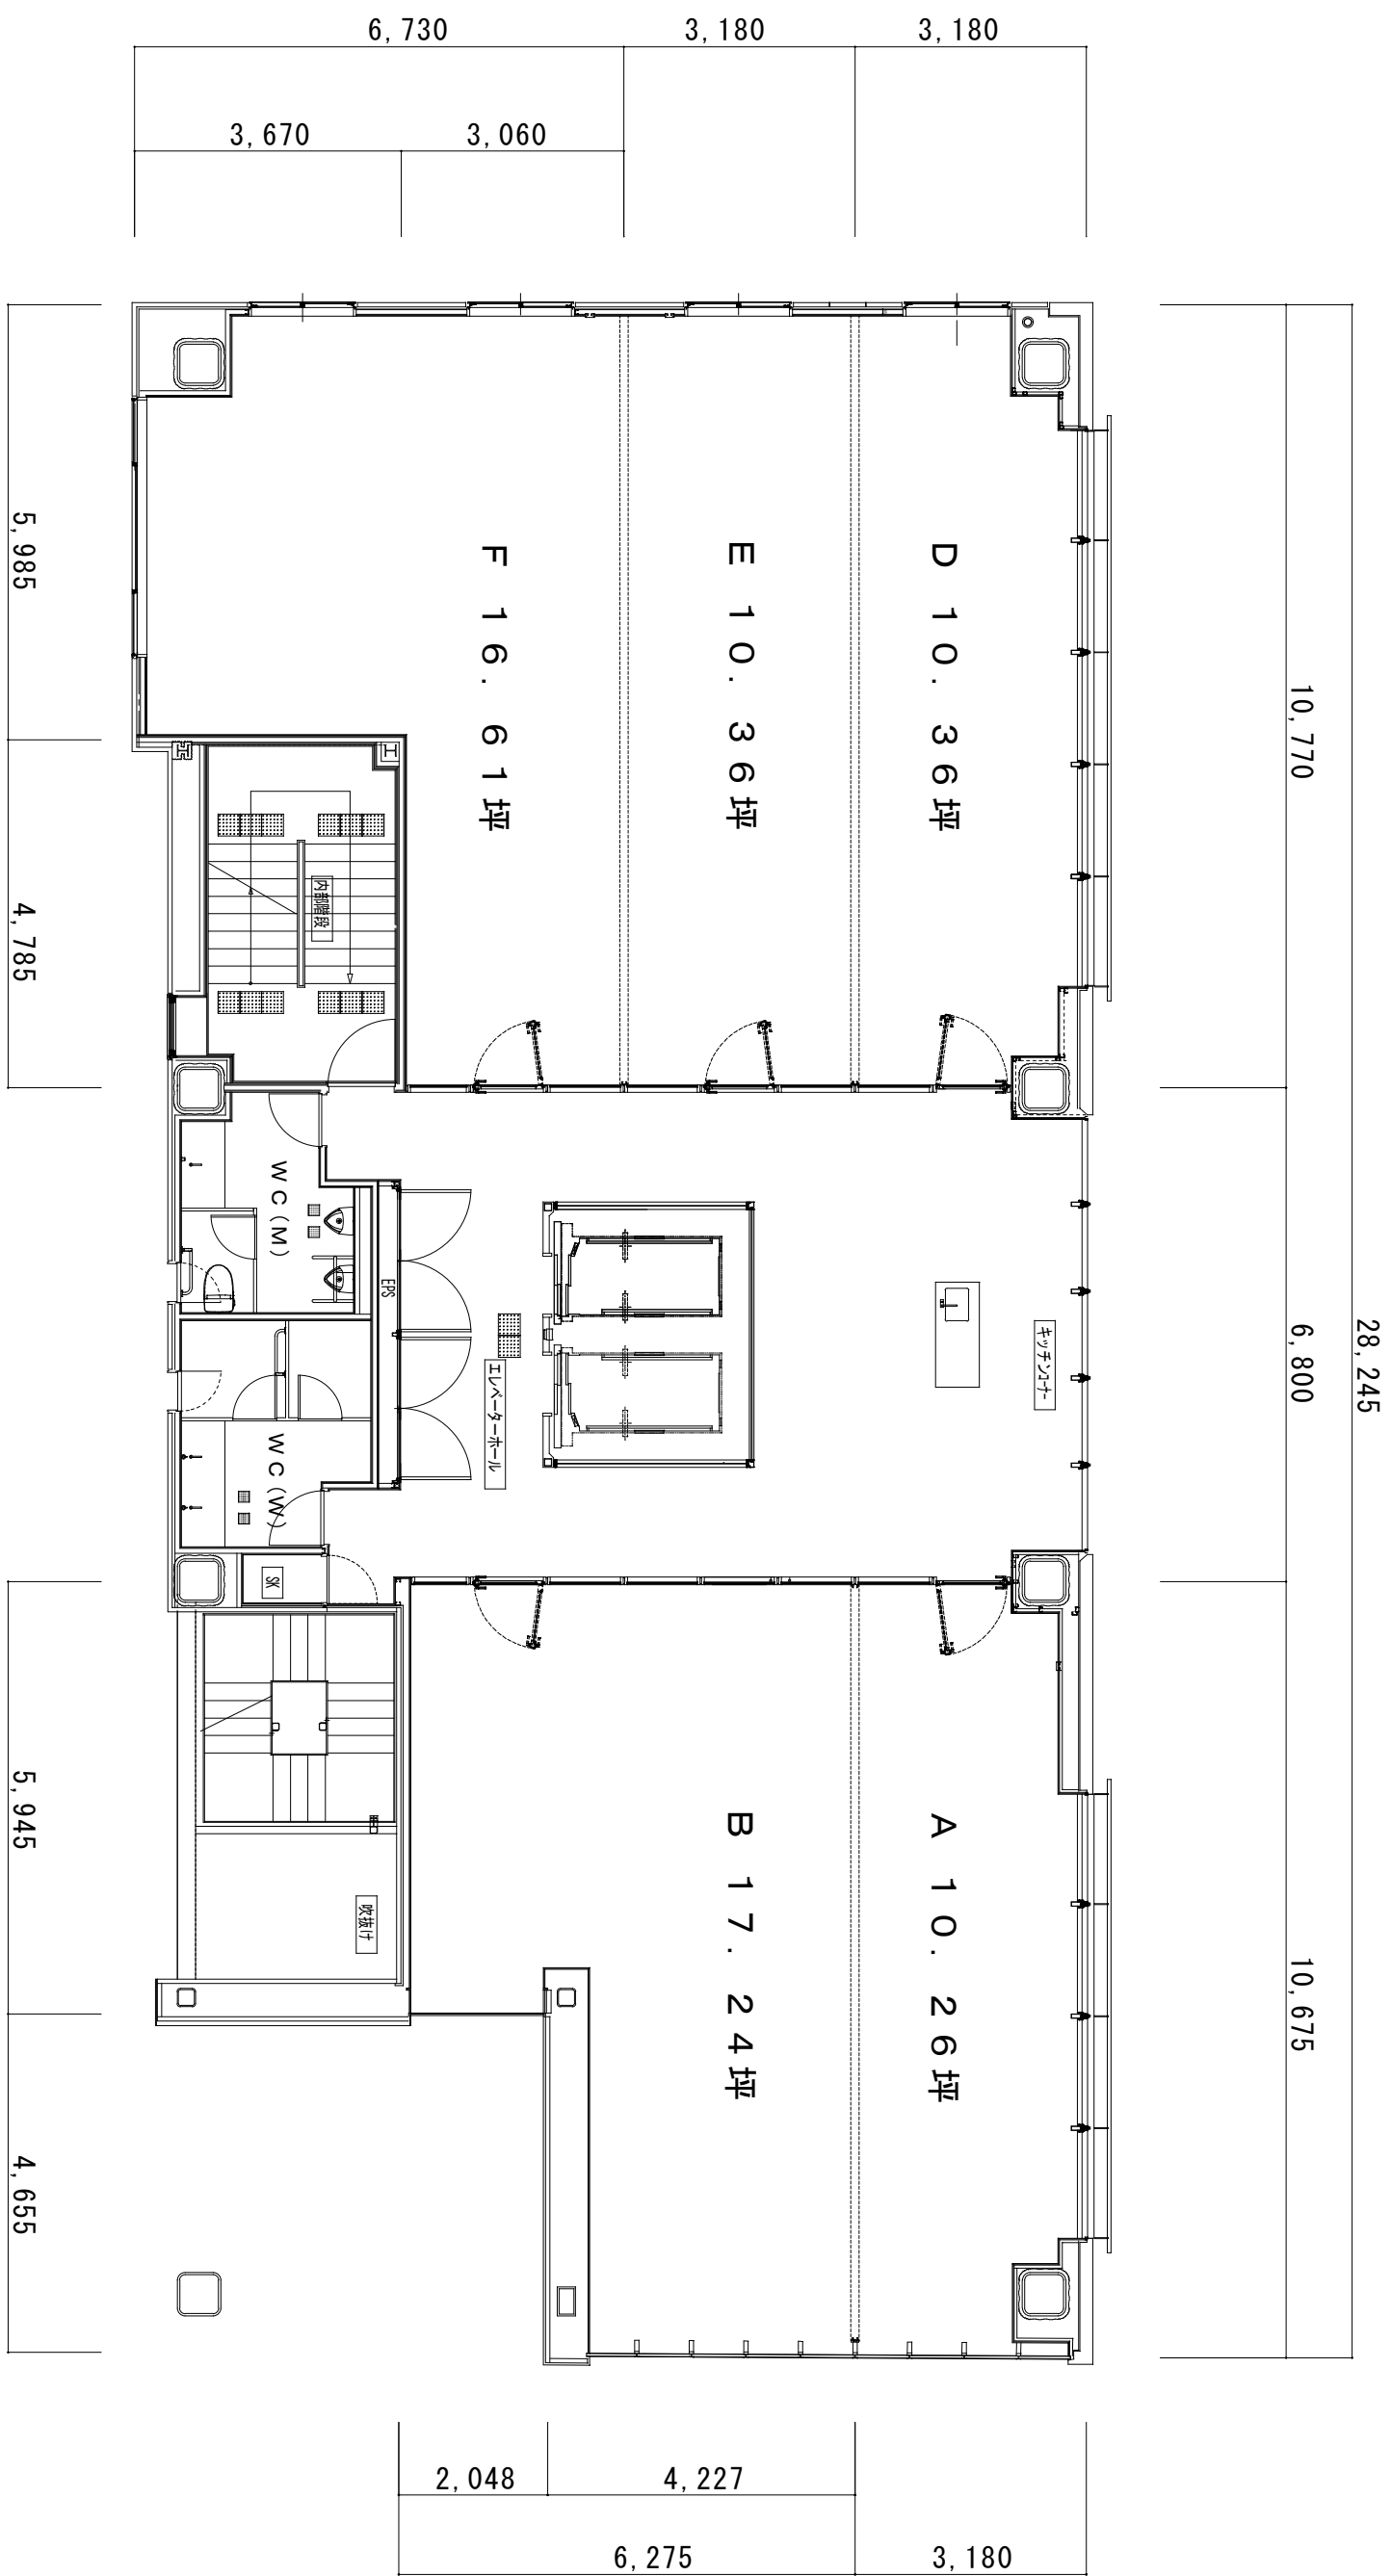 6,730
3,180
3,180
3,670
3,060
28,245
10,770
6,800
10,675
5,985
4,785
5,945
4,655
D 10.36坪
E 10.36坪
F 16.61坪
内部階段
WC(M)
EPS
エレベーターホール
キッチンコーナー
WC(W)
SK
A 10.26坪
B 17.24坪
吹抜け
2,048
4,227
6,275
3,180